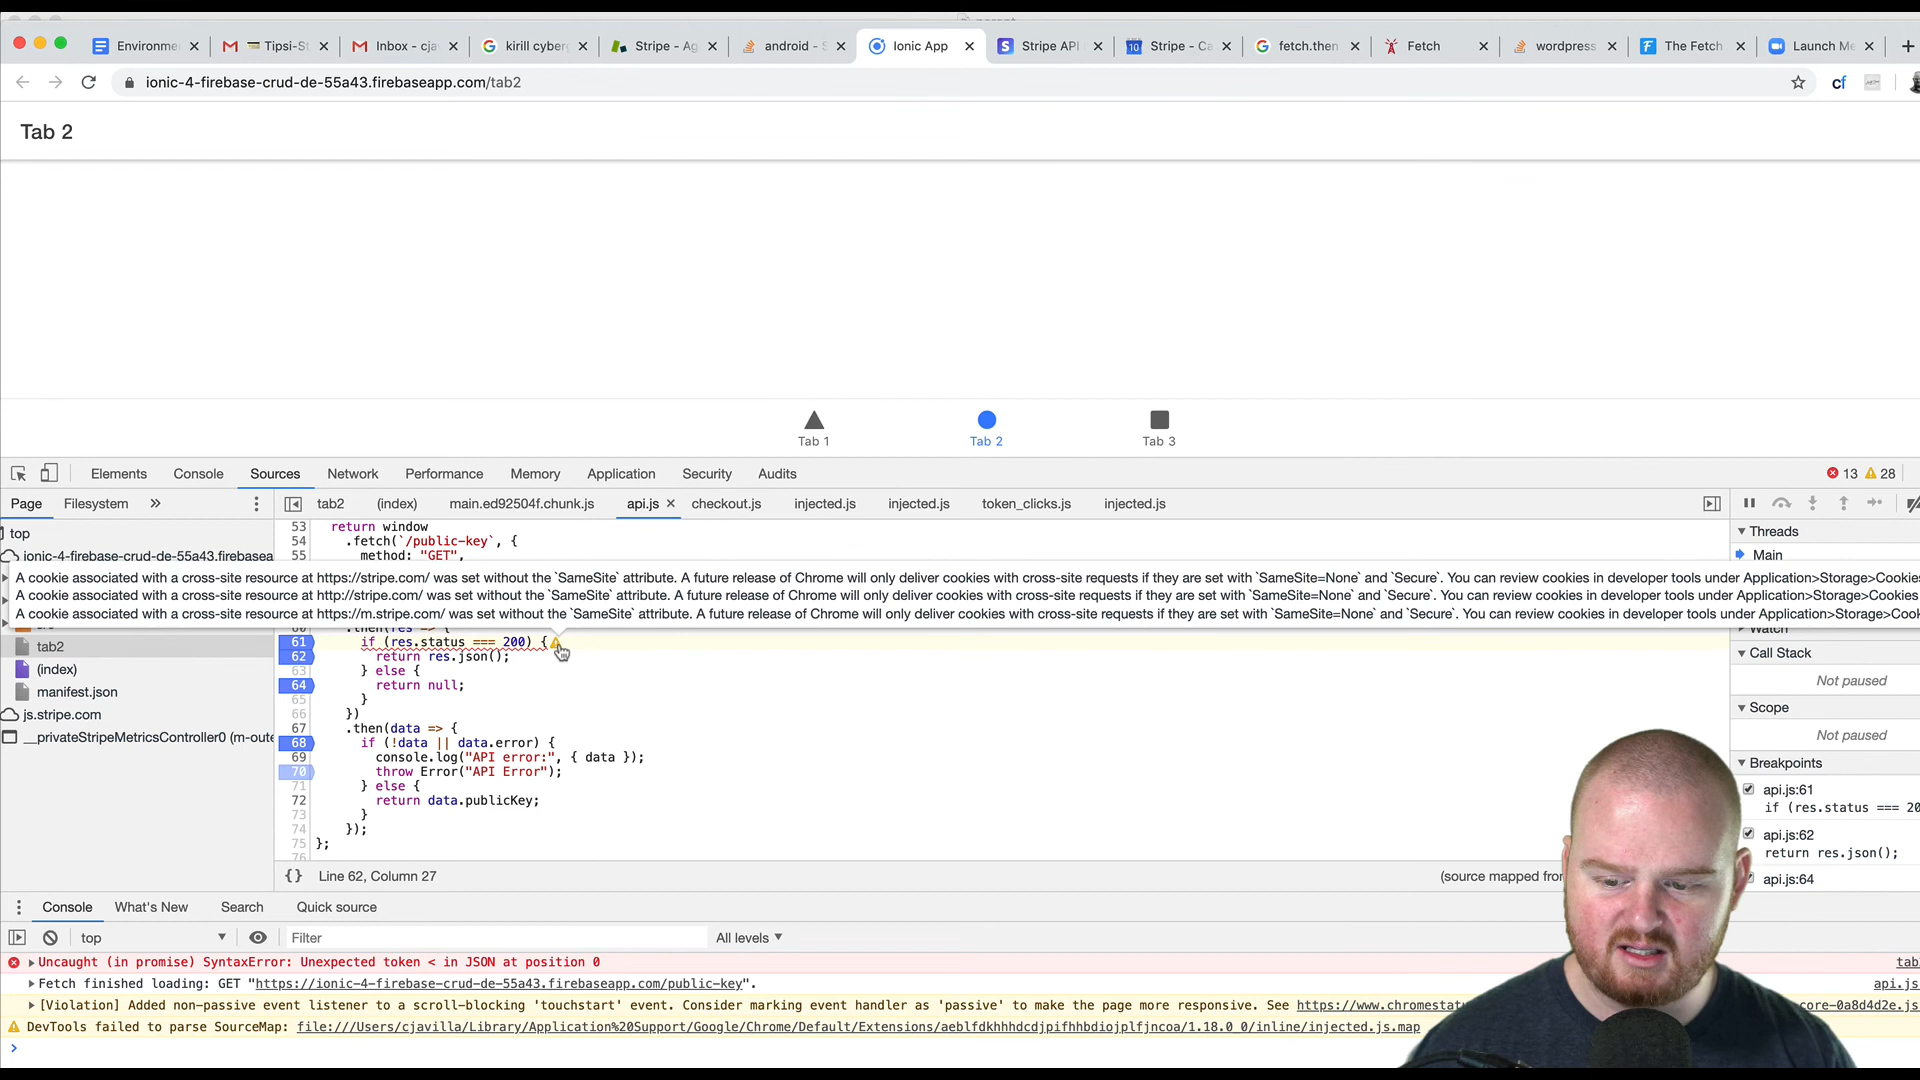 Environme
Tipsi-St
Inbox - cja
kirill cyberg
Stripe - Ag
android - S
Ionic App
Stripe API
10
Stripe - Ca
fetch.then
Fetch
wordpress
The Fetch
Launch Me
ionic-4-firebase-crud-de-55a43.firebaseapp.com/tab2
cf
Tab 2
Tab 1
Tab 2
Tab 3
Elements Console Sources Network Performance Memory Application Security Audits
13 28
Page Filesystem »
tab2 (index) main.ed92504f.chunk.js api.js checkout.js injected.js injected.js token_clicks.js injected.js
top
ionic-4-firebase-crud-de-55a43.firebasea
53 return window
54 .fetch(`/public-key`, {
55 method: "GET",
A cookie associated with a cross-site resource at https://stripe.com/ was set without the `SameSite` attribute. A future release of Chrome will only deliver cookies with cross-site requests if they are set with `SameSite=None` and `Secure`. You can review cookies in developer tools under Application>Storage>Cookies
A cookie associated with a cross-site resource at http://stripe.com/ was set without the `SameSite` attribute. A future release of Chrome will only deliver cookies with cross-site requests if they are set with `SameSite=None` and `Secure`. You can review cookies in developer tools under Application>Storage>Cookies
A cookie associated with a cross-site resource at https://m.stripe.com/ was set without the `SameSite` attribute. A future release of Chrome will only deliver cookies with cross-site requests if they are set with `SameSite=None` and `Secure`. You can review cookies in developer tools under Application>Storage>Coo
tab2
(index)
manifest.json
js.stripe.com
__privateStripeMetricsController0 (m-oute
60 .then(res => {
61 if (res.status === 200) {
62 return res.json();
63 } else {
64 return null;
65 }
66 })
67 .then(data => {
68 if (!data || data.error) {
69 console.log("API error:", { data });
70 throw Error("API Error");
71 } else {
72 return data.publicKey;
73 }
74 });
75 };
76
Threads
Main
Watch
Call Stack
Not paused
Scope
Not paused
Breakpoints
api.js:61
if (res.status === 20
api.js:62
return res.json();
api.js:64
{} Line 62, Column 27
(source mapped from
Console What's New Search Quick source
top
Filter
All levels
Uncaught (in promise) SyntaxError: Unexpected token < in JSON at position 0
tab
Fetch finished loading: GET "https://ionic-4-firebase-crud-de-55a43.firebaseapp.com/public-key".
api.js
[Violation] Added non-passive event listener to a scroll-blocking 'touchstart' event. Consider marking event handler as 'passive' to make the page more responsive. See https://www.chromestatu
core-0a8d4d2e.js
DevTools failed to parse SourceMap: file:///Users/cjavilla/Library/Application%20Support/Google/Chrome/Default/Extensions/aeblfdkhhhdcdjpifhhbdiojplfjncoa/1.18.0_0/inline/injected.js.map
>